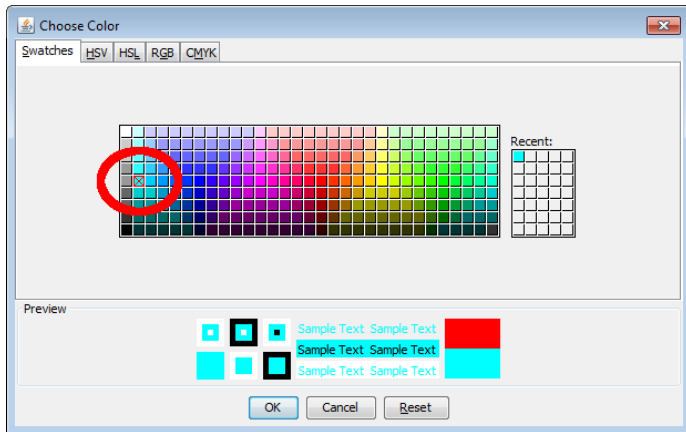 Choose Color
Swatches HSV HSL RGB CMYK
Recent:
Preview
Sample Text Sample Text
Sample Text Sample Text
Sample Text Sample Text
OK Cancel Reset